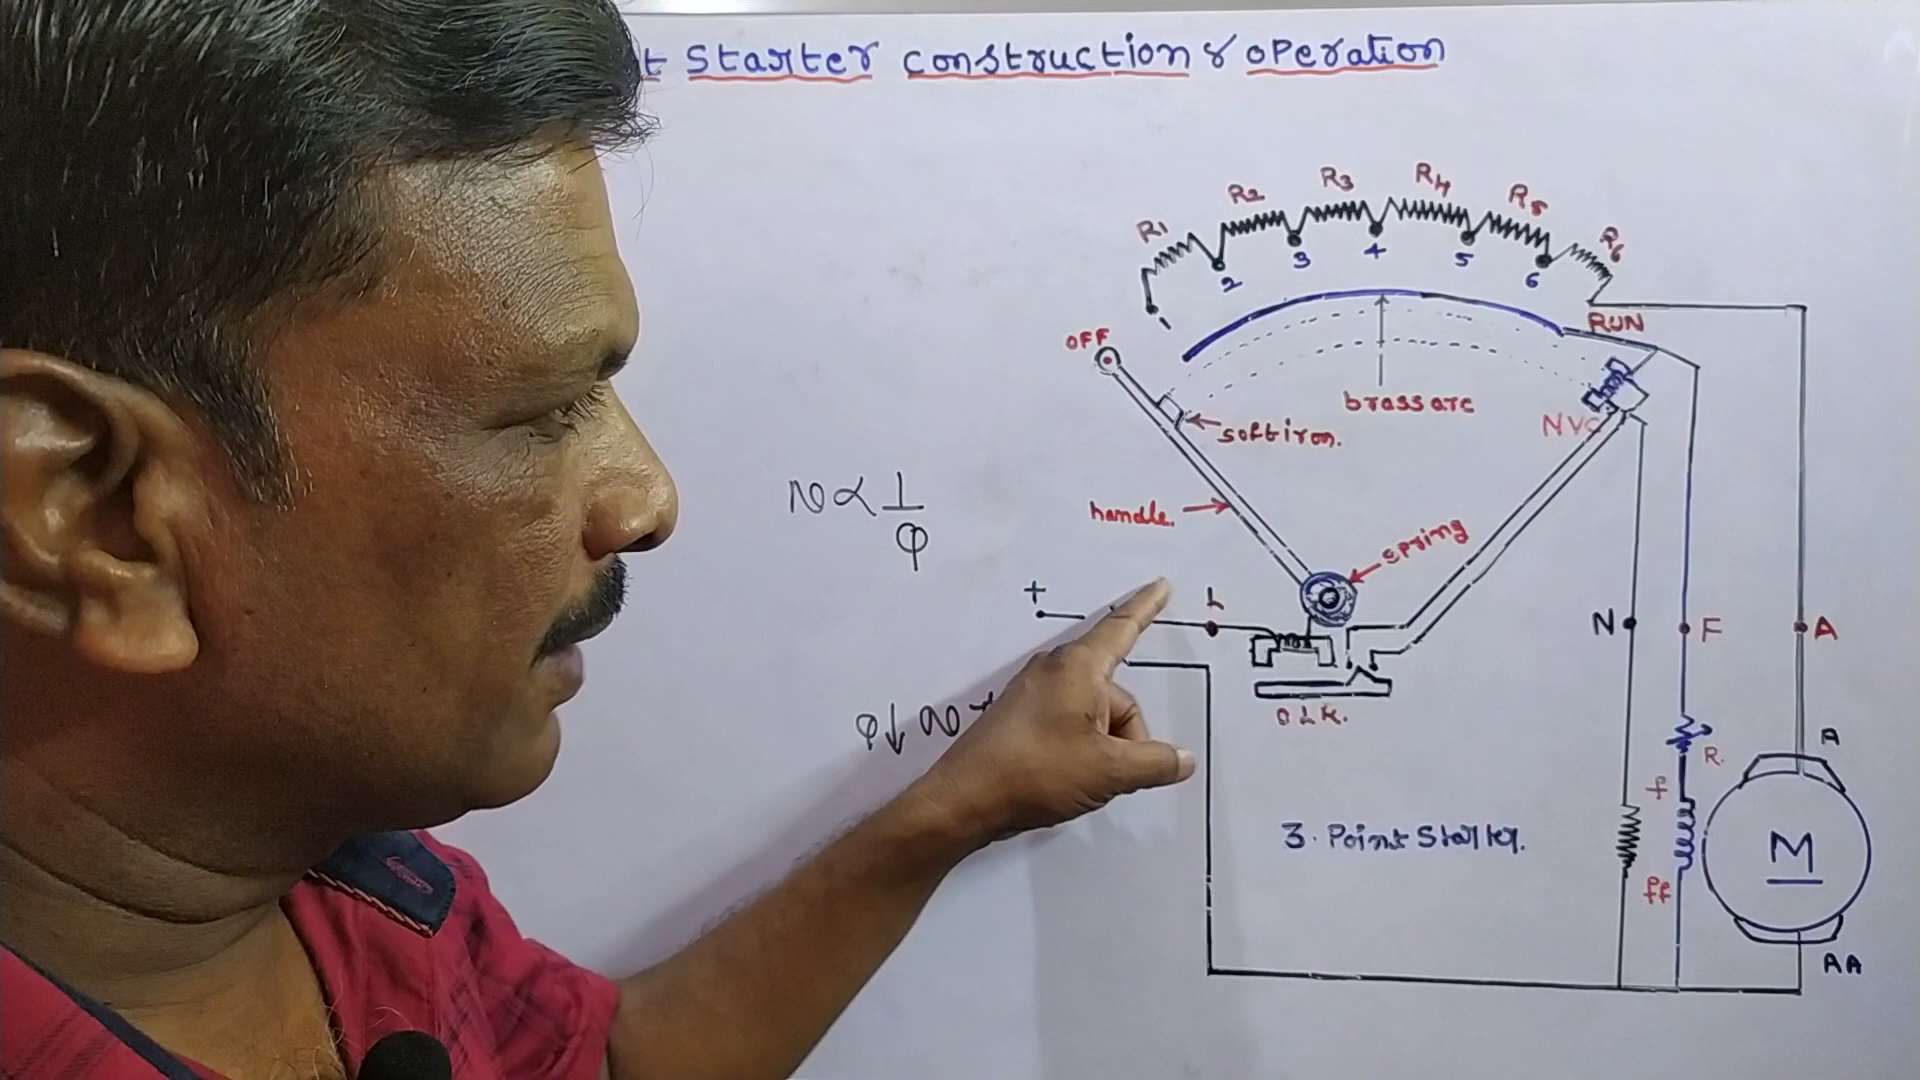 t Starter construction & operation
R1 R2 R3 R4 R5 R6
1 2 3 4 5 6
OFF
RUN
brass arc
soft iron.
NVC
N ∝ 1/φ
handle.
spring
+
L
N
F
A
φ↓ N
O L R.
R.
A
f
3. Point Starter.
M
ff
AA